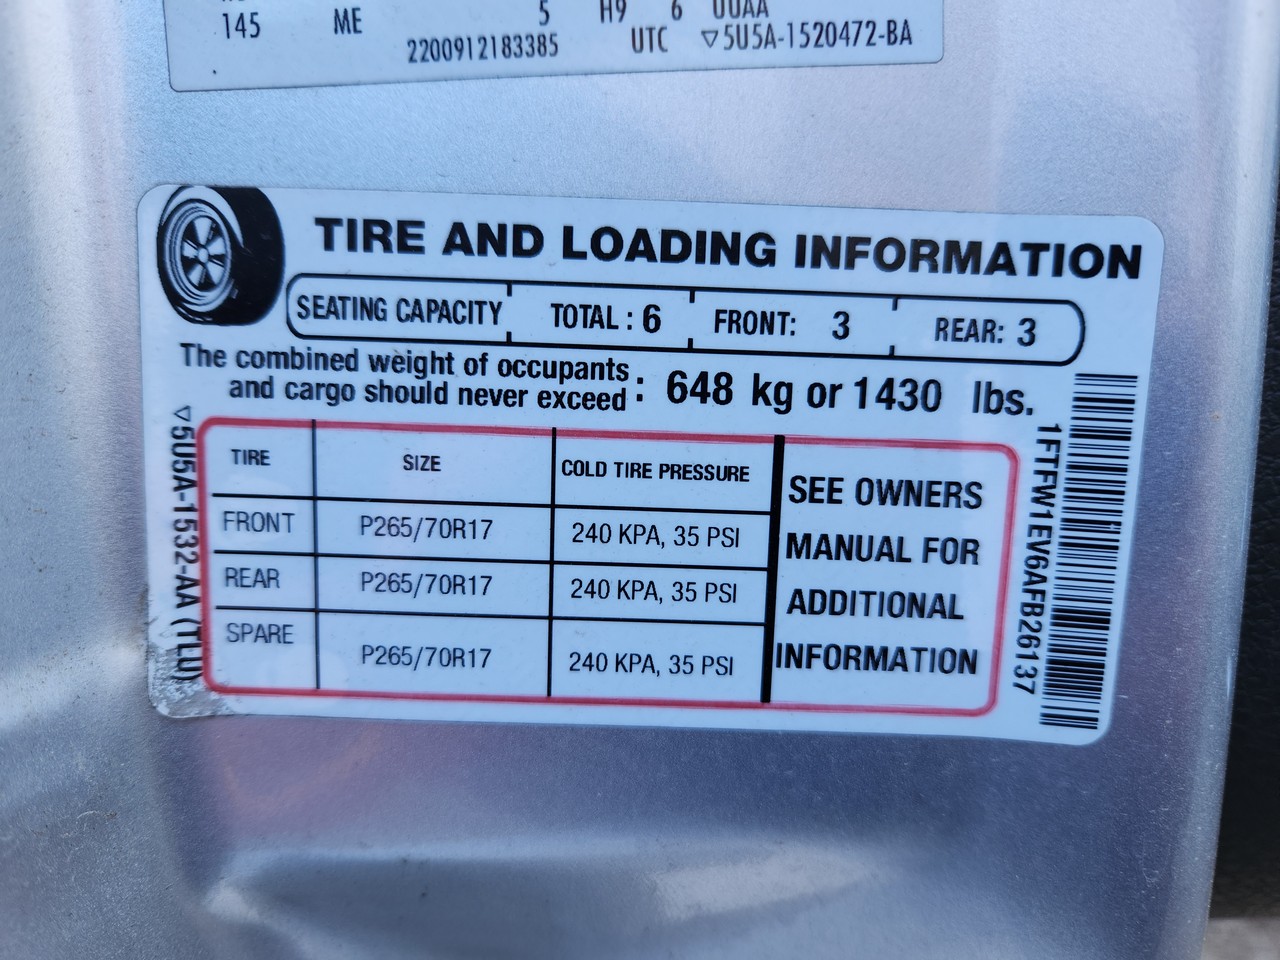 145 ME 5 H9 6 UUAA
2200912183385 UTC ▽5U5A-1520472-BA
TIRE AND LOADING INFORMATION
SEATING CAPACITY TOTAL : 6 FRONT: 3 REAR: 3
The combined weight of occupants
and cargo should never exceed : 648 kg or 1430 lbs.
TIRE SIZE COLD TIRE PRESSURE
FRONT P265/70R17 240 KPA, 35 PSI
REAR P265/70R17 240 KPA, 35 PSI
SPARE P265/70R17 240 KPA, 35 PSI
SEE OWNERS
MANUAL FOR
ADDITIONAL
INFORMATION
▽5U5A-1532-AA (TLU)
1FTFW1EV6AFB26137